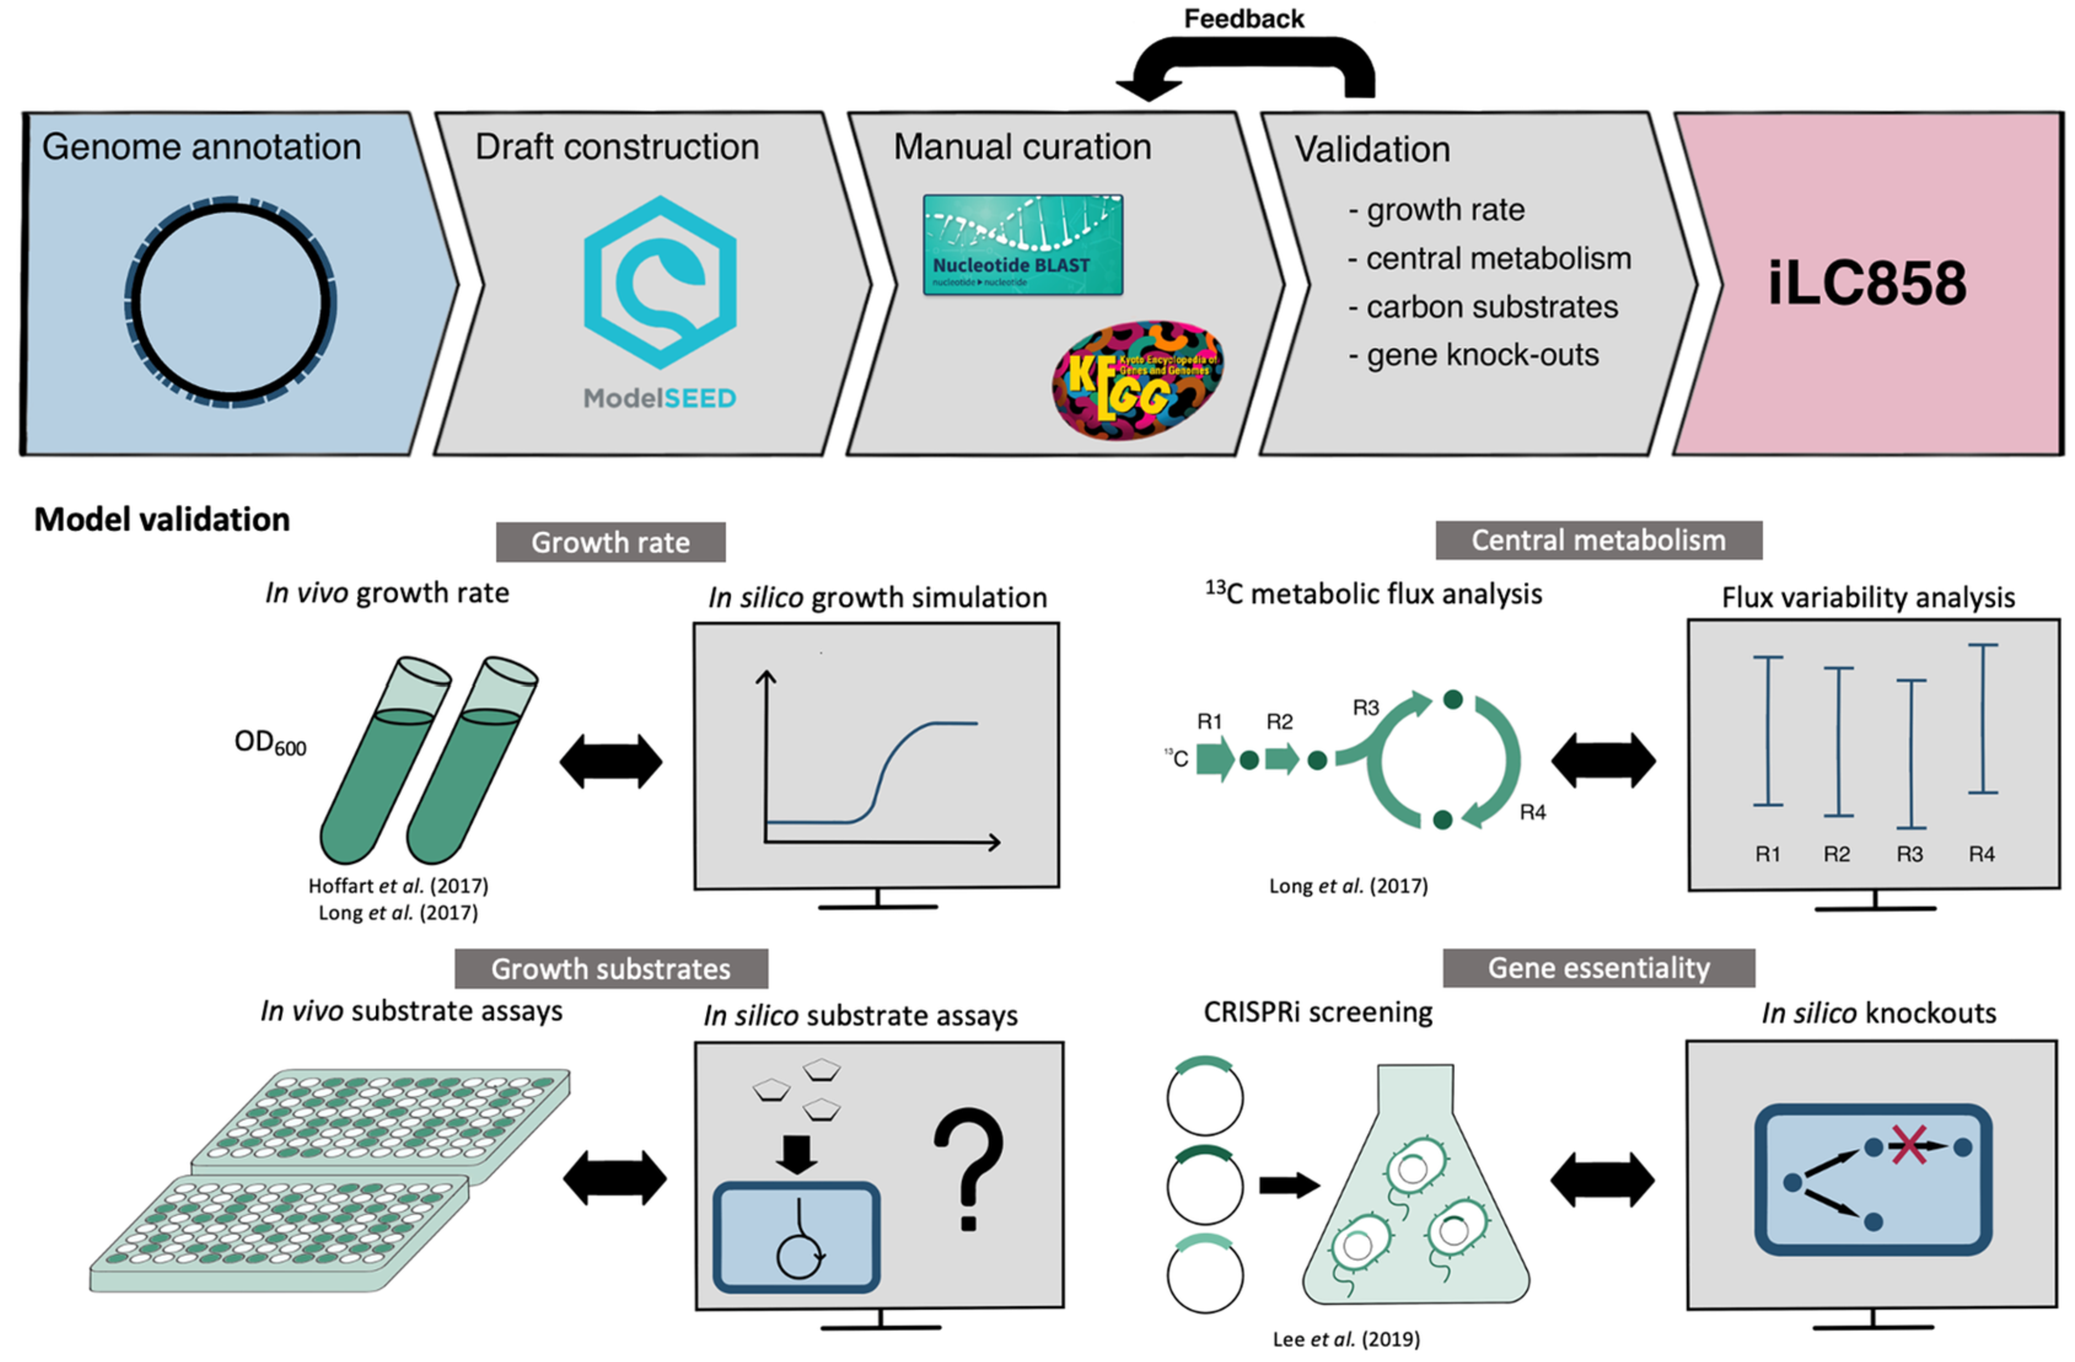 Feedback
Genome annotation
Draft construction
ModelSEED
Manual curation
Nucleotide BLAST
nucleotide ▸ nucleotide
KEGG
Kyoto Encyclopedia of
Genes and Genomes
Validation
- growth rate
- central metabolism
- carbon substrates
- gene knock-outs
iLC858
Model validation
Growth rate
In vivo growth rate
OD₆₀₀
Hoffart et al. (2017)
Long et al. (2017)
In silico growth simulation
Central metabolism
¹³C metabolic flux analysis
¹³C
R1
R2
R3
R4
Long et al. (2017)
Flux variability analysis
R1 R2 R3 R4
Growth substrates
In vivo substrate assays
In silico substrate assays
?
Gene essentiality
CRISPRi screening
Lee et al. (2019)
In silico knockouts